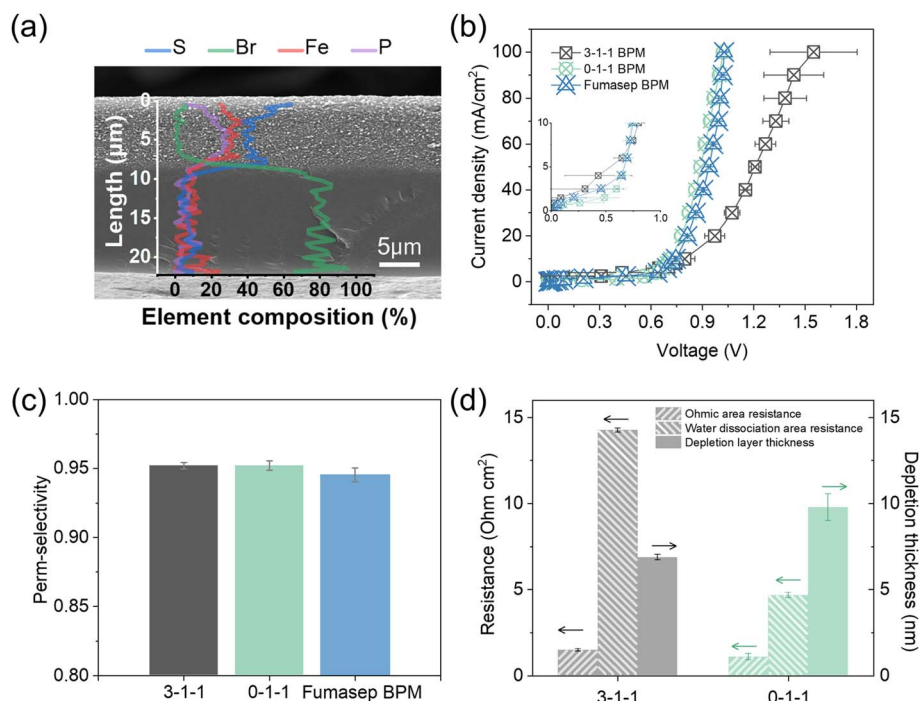 (a)
S Br Fe P
Length (μm)
0
5
10
15
20
5μm
0 20 40 60 80 100
Element composition (%)
(b)
Current density (mA/cm²)
100
80
60
40
20
0
3-1-1 BPM
0-1-1 BPM
Fumasep BPM
10
5
0
0.0 0.5 1.0
0.0 0.3 0.6 0.9 1.2 1.5 1.8
Voltage (V)
(c)
Perm-selectivity
1.00
0.95
0.90
0.85
0.80
3-1-1 0-1-1 Fumasep BPM
(d)
Resistance (Ohm cm²)
15
10
5
0
Ohmic area resistance
Water dissociation area resistance
Depletion layer thickness
15
10
5
0
Depletion thickness (nm)
3-1-1 0-1-1